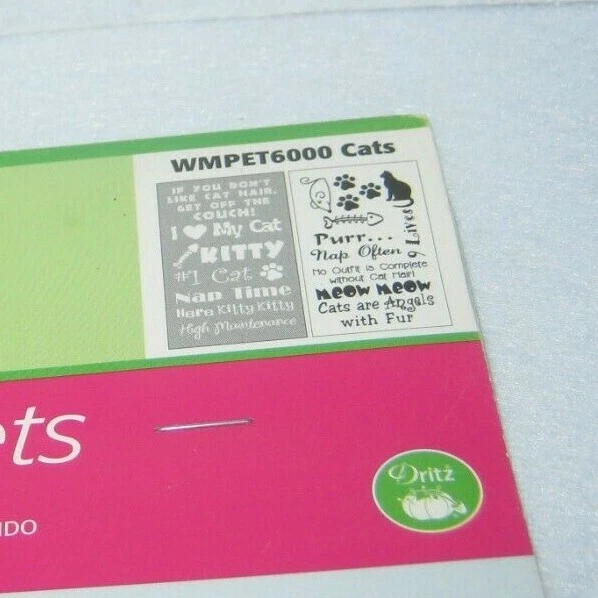 WMPET6000 Cats
IF YOU DON'T
LIKE CAT HAIR,
GET OFF THE
COUCH!
I My Cat
KITTY
#1 Cat
Nap Time
Here Kitty Kitty
High Maintenance
9 Lives
Purr...
Nap Often
No Outfit is Complete
without Cat Hair!
MEOW MEOW
Cats are Angels
with Fur
ets
IDO
Dritz